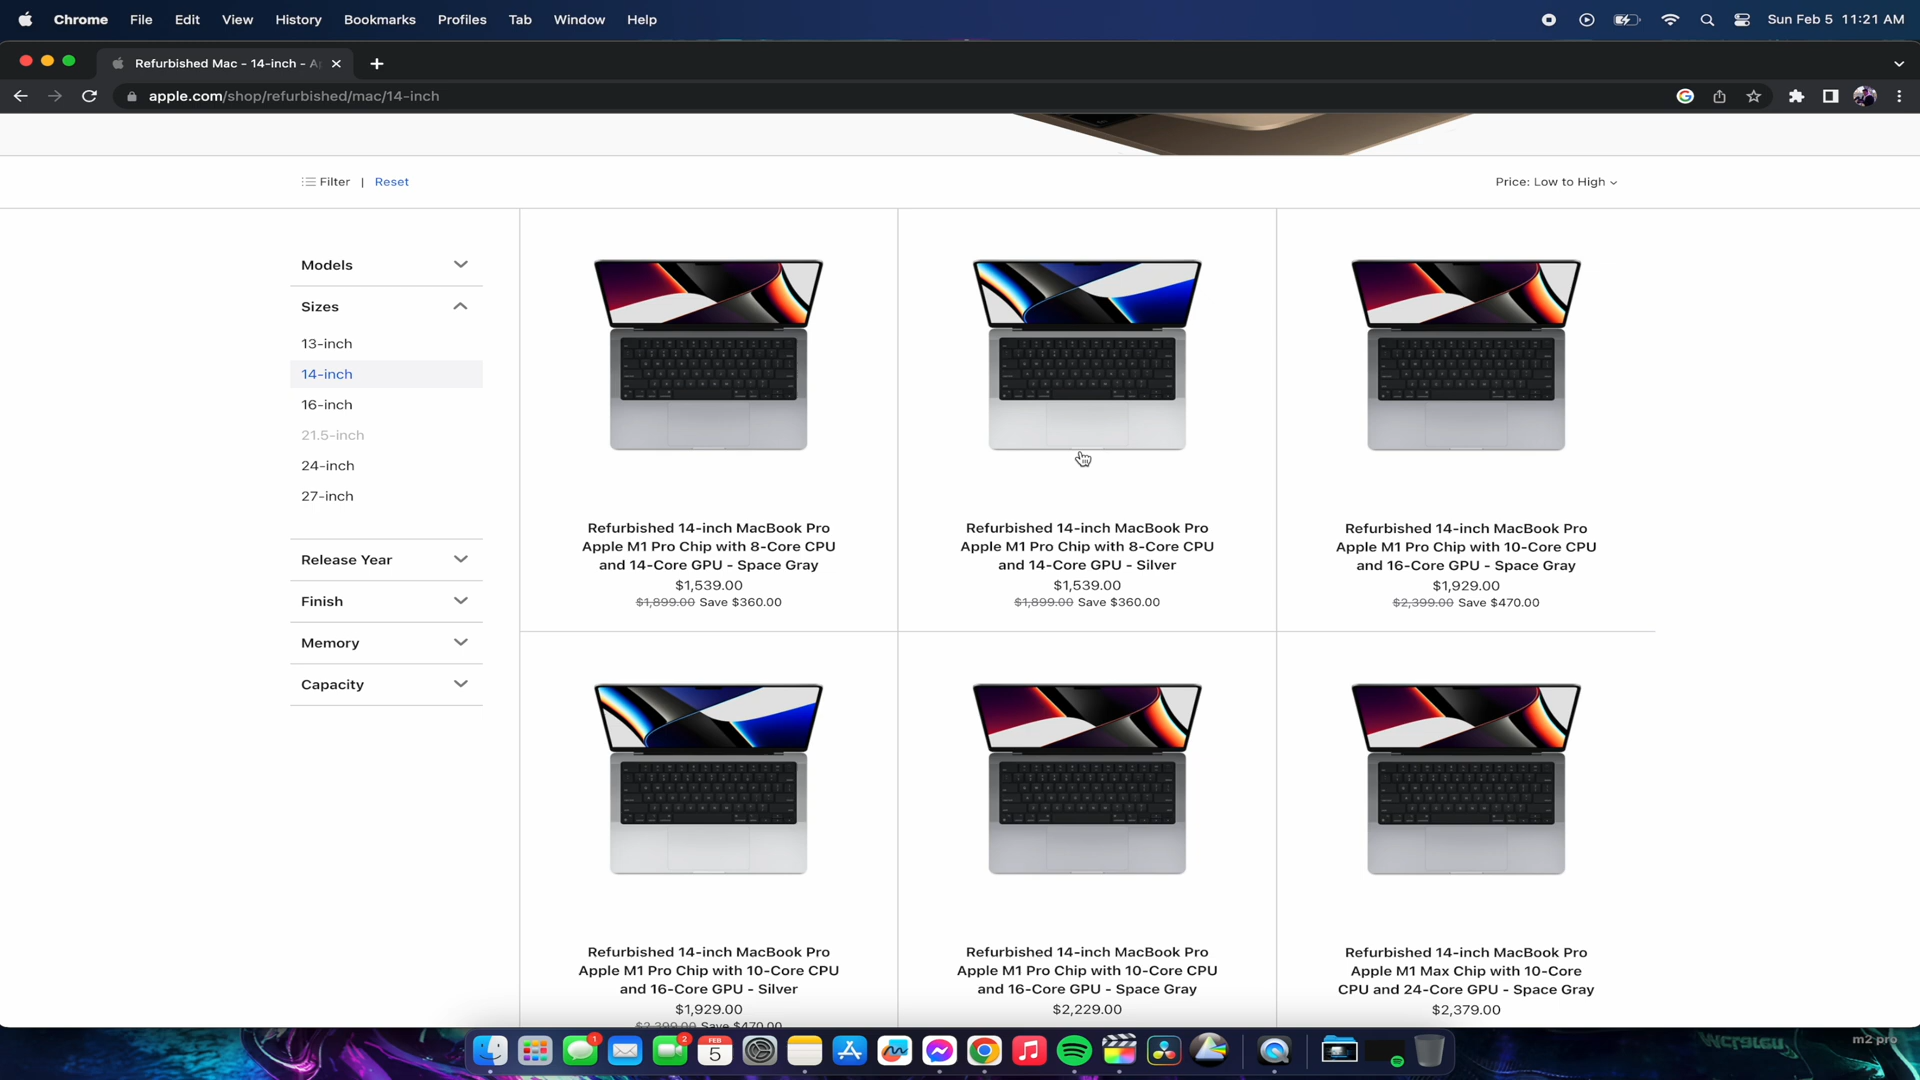 Chrome File Edit View History Bookmarks Profiles Tab Window Help Sun Feb 5 11:21 AM
Refurbished Mac - 14-inch - A
apple.com/shop/refurbished/mac/14-inch
Filter | Reset
Price: Low to High
Models
Sizes
13-inch
14-inch
16-inch
21.5-inch
24-inch
27-inch
Release Year
Finish
Memory
Capacity
Refurbished 14-inch MacBook Pro
Apple M1 Pro Chip with 8-Core CPU
and 14-Core GPU - Space Gray
$1,539.00
$1,899.00 Save $360.00
Refurbished 14-inch MacBook Pro
Apple M1 Pro Chip with 8-Core CPU
and 14-Core GPU - Silver
$1,539.00
$1,899.00 Save $360.00
Refurbished 14-inch MacBook Pro
Apple M1 Pro Chip with 10-Core CPU
and 16-Core GPU - Space Gray
$1,929.00
$2,399.00 Save $470.00
Refurbished 14-inch MacBook Pro
Apple M1 Pro Chip with 10-Core CPU
and 16-Core GPU - Silver
$1,929.00
$2,399.00 Save $470.00
Refurbished 14-inch MacBook Pro
Apple M1 Pro Chip with 10-Core CPU
and 16-Core GPU - Space Gray
$2,229.00
Refurbished 14-inch MacBook Pro
Apple M1 Max Chip with 10-Core
CPU and 24-Core GPU - Space Gray
$2,379.00
1
2
FEB
5
m2 pro